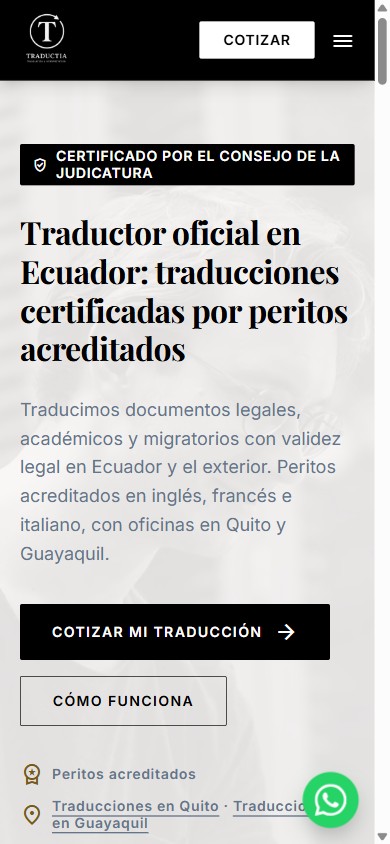 T
TRADUCTIA
COTIZAR
CERTIFICADO POR EL CONSEJO DE LA
JUDICATURA
Traductor oficial en
Ecuador: traducciones
certificadas por peritos
acreditados
Traducimos documentos legales,
académicos y migratorios con validez
legal en Ecuador y el exterior. Peritos
acreditados en inglés, francés e
italiano, con oficinas en Quito y
Guayaquil.
COTIZAR MI TRADUCCIÓN
CÓMO FUNCIONA
Peritos acreditados
Traducciones en Quito ·
en Guayaquil